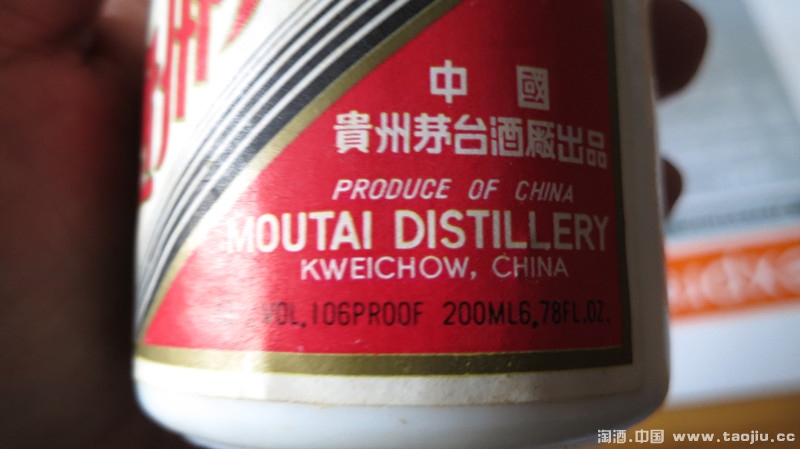 中國
貴州茅台酒廠出品
PRODUCE OF CHINA
MOUTAI DISTILLERY
KWEICHOW, CHINA
VOL,106PROOF 200ML6,78FL.OZ.
淘酒.中国 www.taojiu.cc